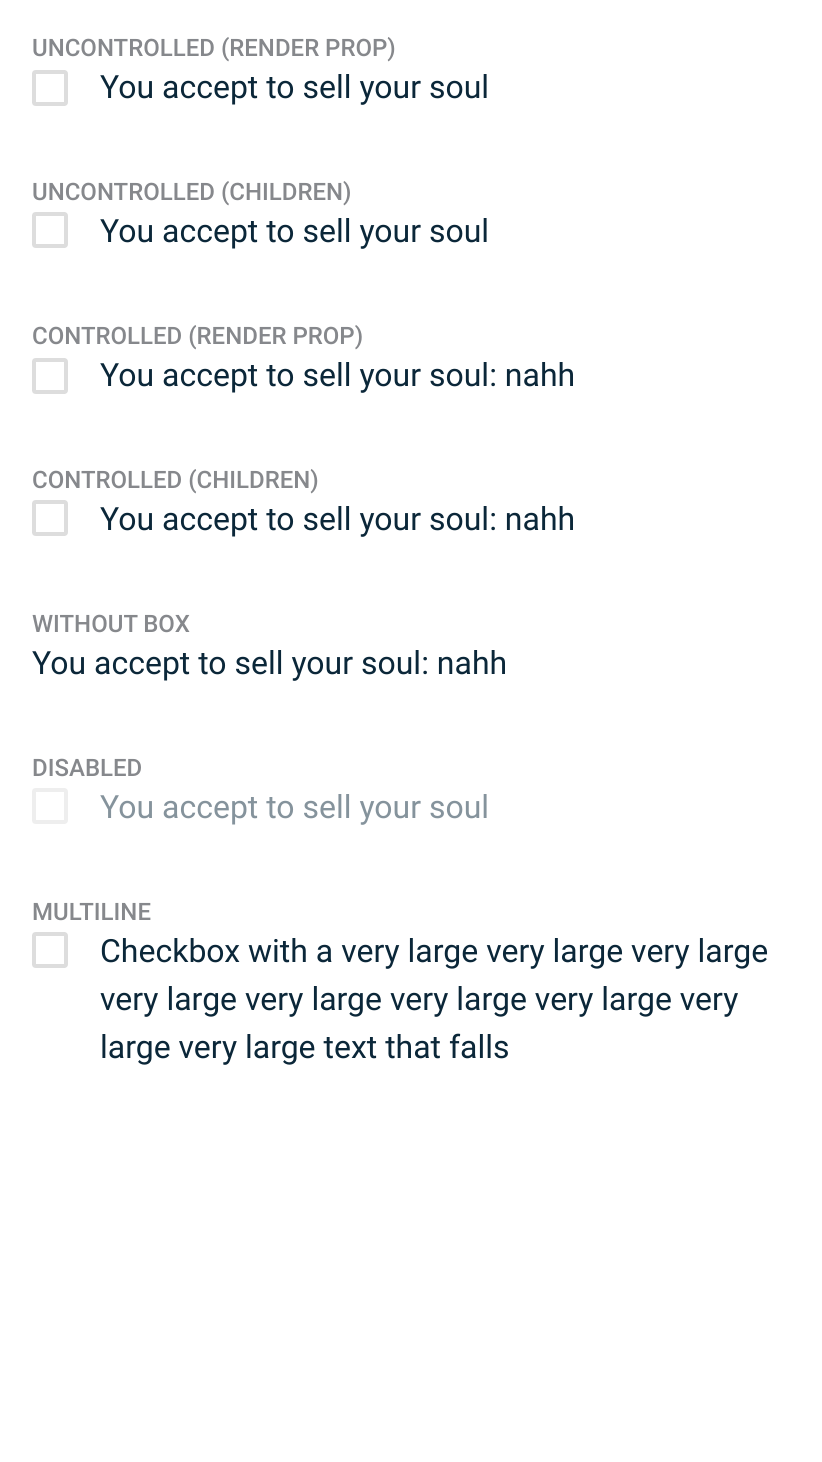 UNCONTROLLED (RENDER PROP)
You accept to sell your soul
UNCONTROLLED (CHILDREN)
You accept to sell your soul
CONTROLLED (RENDER PROP)
You accept to sell your soul: nahh
CONTROLLED (CHILDREN)
You accept to sell your soul: nahh
WITHOUT BOX
You accept to sell your soul: nahh
DISABLED
You accept to sell your soul
MULTILINE
Checkbox with a very large very large very large
very large very large very large very large very
large very large text that falls